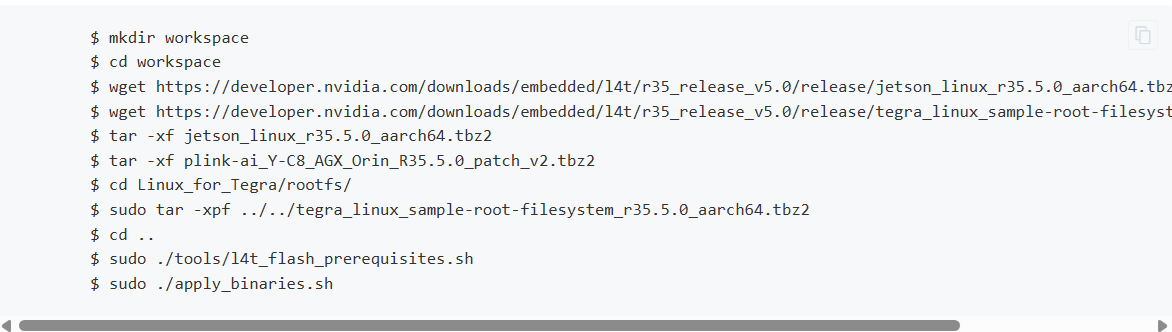 $ mkdir workspace
$ cd workspace
$ wget https://developer.nvidia.com/downloads/embedded/l4t/r35_release_v5.0/release/jetson_linux_r35.5.0_aarch64.tbz
$ wget https://developer.nvidia.com/downloads/embedded/l4t/r35_release_v5.0/release/tegra_linux_sample-root-filesyst
$ tar -xf jetson_linux_r35.5.0_aarch64.tbz2
$ tar -xf plink-ai_Y-C8_AGX_Orin_R35.5.0_patch_v2.tbz2
$ cd Linux_for_Tegra/rootfs/
$ sudo tar -xpf ../../tegra_linux_sample-root-filesystem_r35.5.0_aarch64.tbz2
$ cd ..
$ sudo ./tools/l4t_flash_prerequisites.sh
$ sudo ./apply_binaries.sh